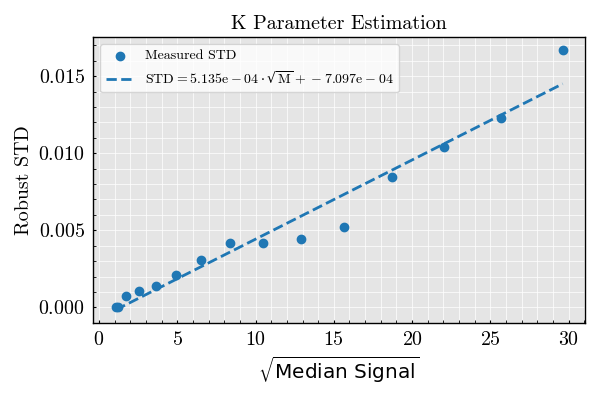 K Parameter Estimation
Measured STD
STD = 5.135e − 04 · √M + −7.097e − 04
Robust STD
0.015
0.010
0.005
0.000
0
5
10
15
20
25
30
√Median Signal